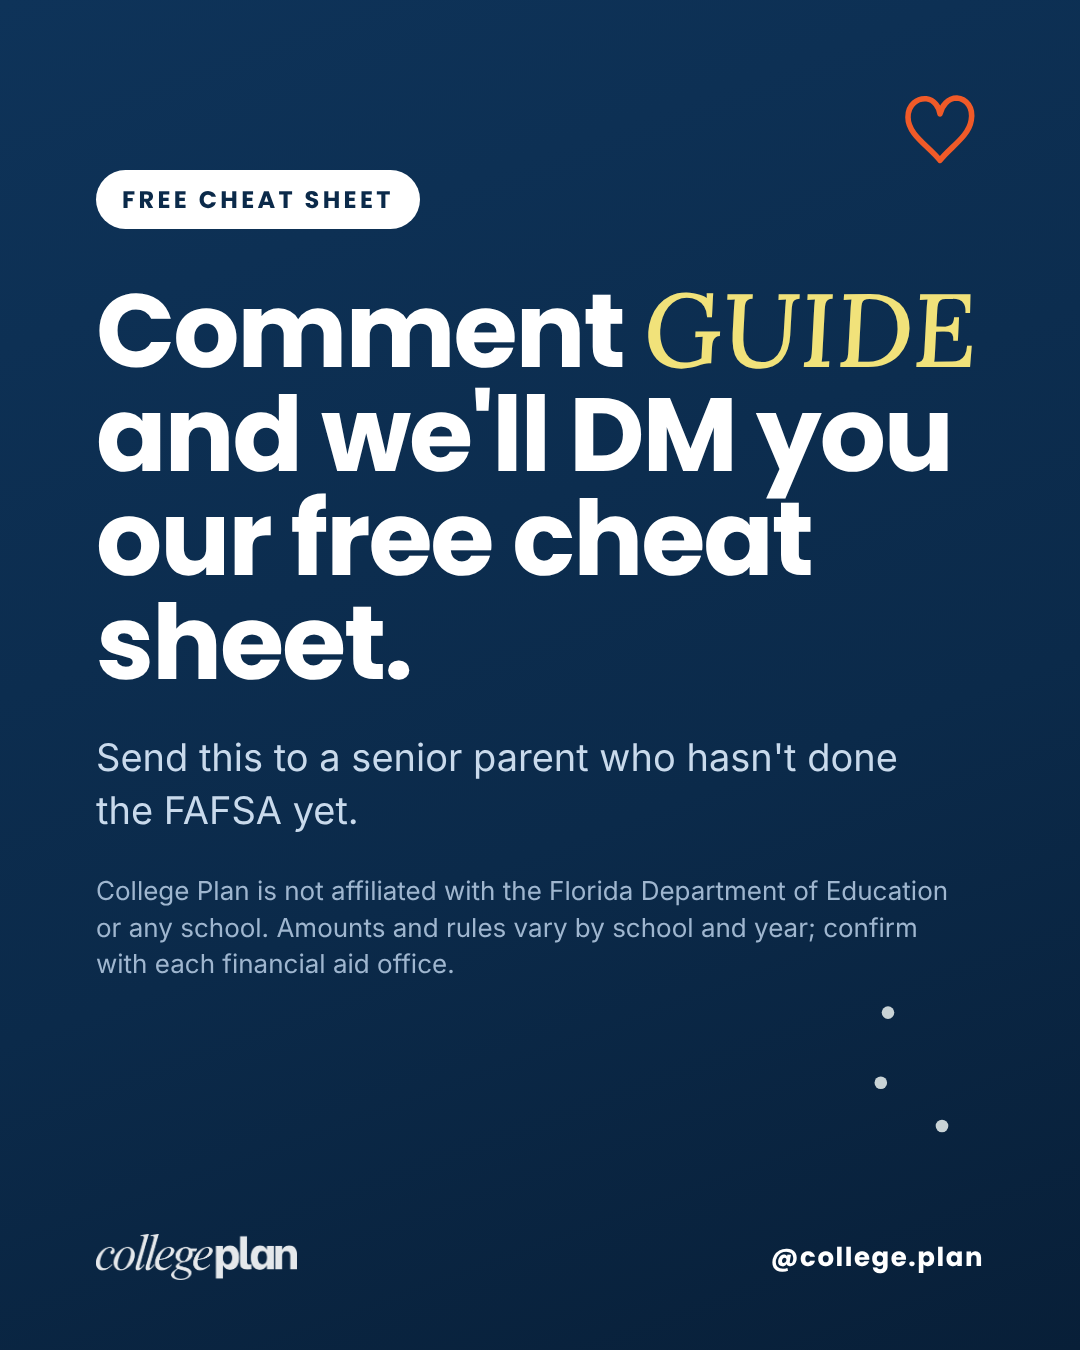 FREE CHEAT SHEET
Comment GUIDE
and we'll DM you
our free cheat
sheet.
Send this to a senior parent who hasn't done
the FAFSA yet.
College Plan is not affiliated with the Florida Department of Education
or any school. Amounts and rules vary by school and year; confirm
with each financial aid office.
collegeplan
@college.plan